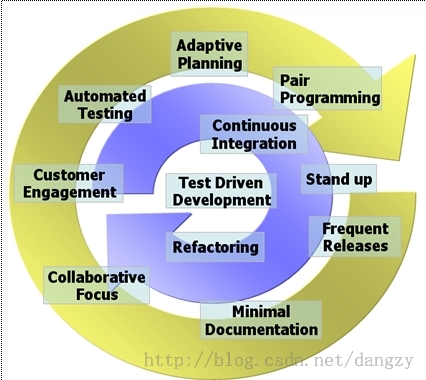 Adaptive
Planning
Pair
Programming
Automated
Testing
Continuous
Integration
Customer
Engagement
Test Driven
Development
Stand up
Frequent
Releases
Refactoring
Collaborative
Focus
Minimal
Documentation
http://blog.csdn.net/dangzy